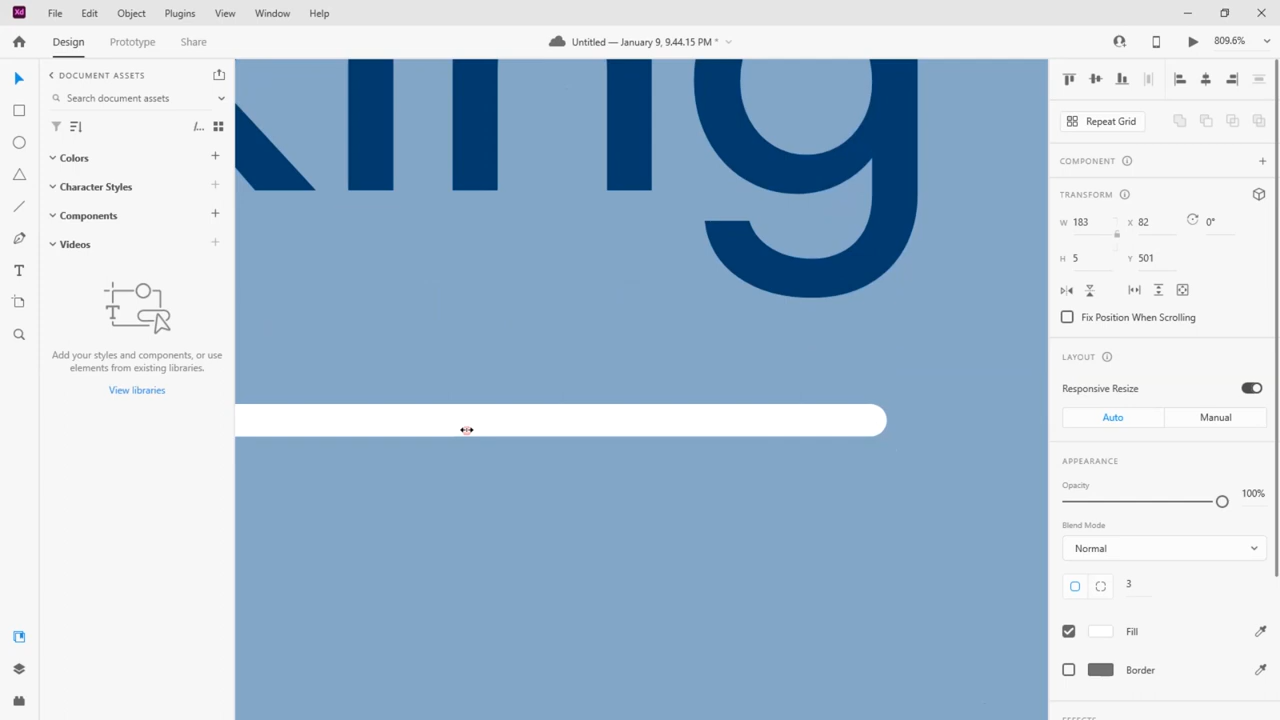 Xd File Edit Object Plugins View Window Help
Design Prototype Share Untitled — January 9, 9.44.15 PM * 809.6%
DOCUMENT ASSETS
Search document assets
Colors
Character Styles
Components
Videos
Add your styles and components, or use
elements from existing libraries.
View libraries
king
Repeat Grid
COMPONENT
TRANSFORM
W 183 X 82 0°
H 5 Y 501
Fix Position When Scrolling
LAYOUT
Responsive Resize
Auto Manual
APPEARANCE
Opacity
100%
Blend Mode
Normal
3
Fill
Border
EFFECTS